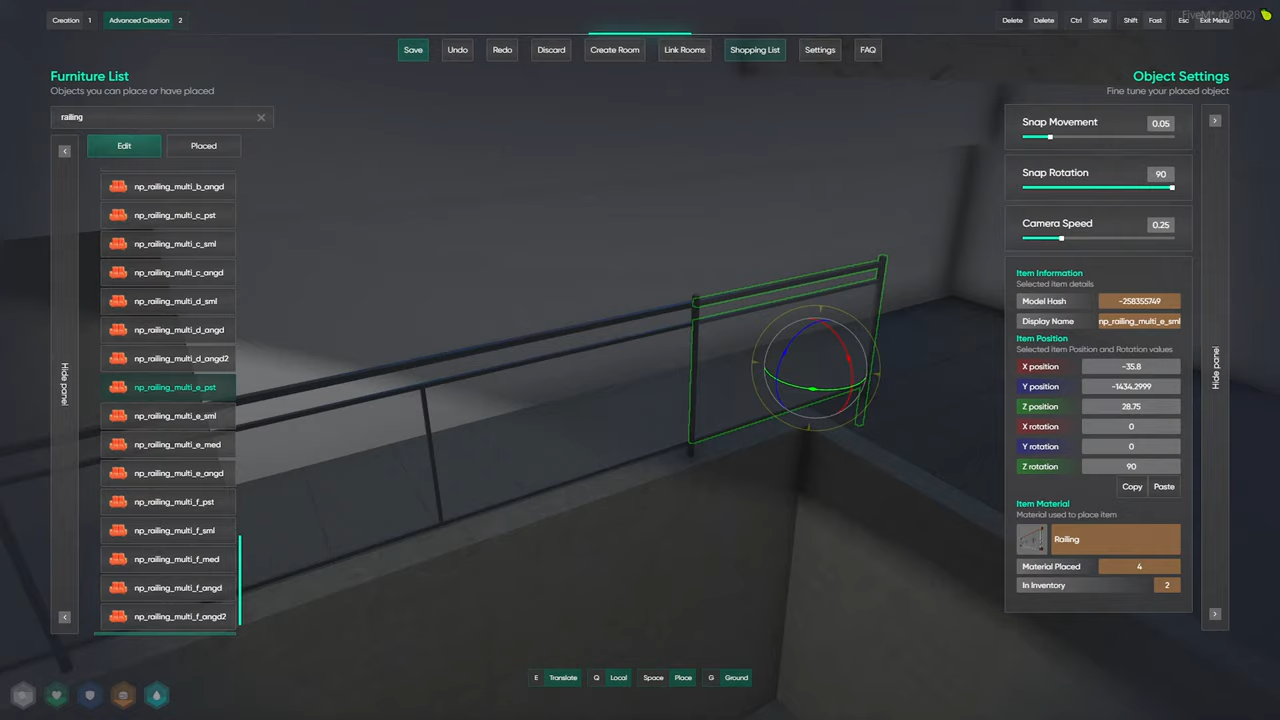 Creation 1 Advanced Creation 2
Delete Delete Ctrl Slow Shift Fast Esc Exit Menu
FiveM* (b2802)
Save Undo Redo Discard Create Room Link Rooms Shopping List Settings FAQ
Furniture List
Objects you can place or have placed
railing
Edit Placed
Hide panel
np_railing_multi_b_angd
np_railing_multi_c_pst
np_railing_multi_c_sml
np_railing_multi_c_angd
np_railing_multi_d_sml
np_railing_multi_d_angd
np_railing_multi_d_angd2
np_railing_multi_e_pst
np_railing_multi_e_sml
np_railing_multi_e_med
np_railing_multi_e_angd
np_railing_multi_f_pst
np_railing_multi_f_sml
np_railing_multi_f_med
np_railing_multi_f_angd
np_railing_multi_f_angd2
Object Settings
Fine tune your placed object
Snap Movement 0.05
Snap Rotation 90
Camera Speed 0.25
Item Information
Selected item details
Model Hash -258355749
Display Name np_railing_multi_e_sml
Item Position
Selected Item Position and Rotation values
X position -35.8
Y position -1434.2999
Z position 28.75
X rotation 0
Y rotation 0
Z rotation 90
Copy Paste
Item Material
Material used to place item
Railing
Material Placed 4
In Inventory 2
Hide panel
E Translate Q Local Space Place G Ground